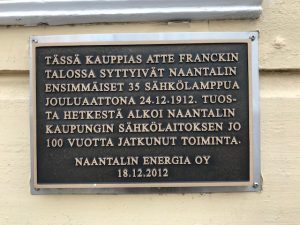 TÄSSÄ KAUPPIAS ATTE FRANCKIN
TALOSSA SYTTYIVÄT NAANTALIN
ENSIMMÄISET 35 SÄHKÖLAMPPUA
JOULUAATTONA 24.12.1912. TUOS-
TA HETKESTÄ ALKOI NAANTALIN
KAUPUNGIN SÄHKÖLAITOKSEN JO
100 VUOTTA JATKUNUT TOIMINTA.
NAANTALIN ENERGIA OY
18.12.2012